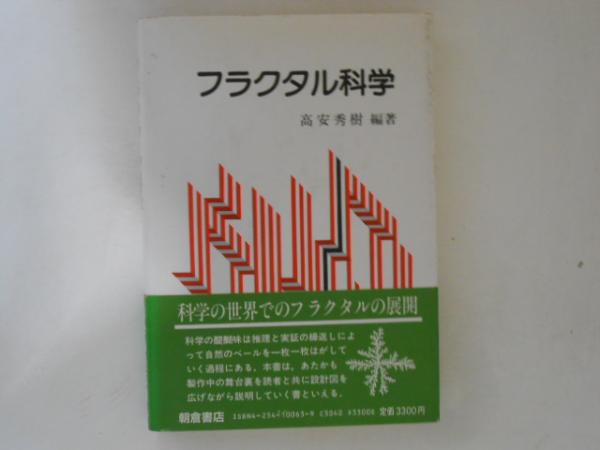 フラクタル科学
高安秀樹 編著
科学の世界でのフラクタルの展開
科学の醍醐味は推理と実証の繰返しによ
って自然のベールを一枚一枚はがして
いく過程にある。本書は、あたかも
製作中の舞台裏を読者と共に設計図を
広げながら説明していく書といえる。
朝倉書店 ISBN4-254-10065-9 C3040 ¥3300E 定価 3300円